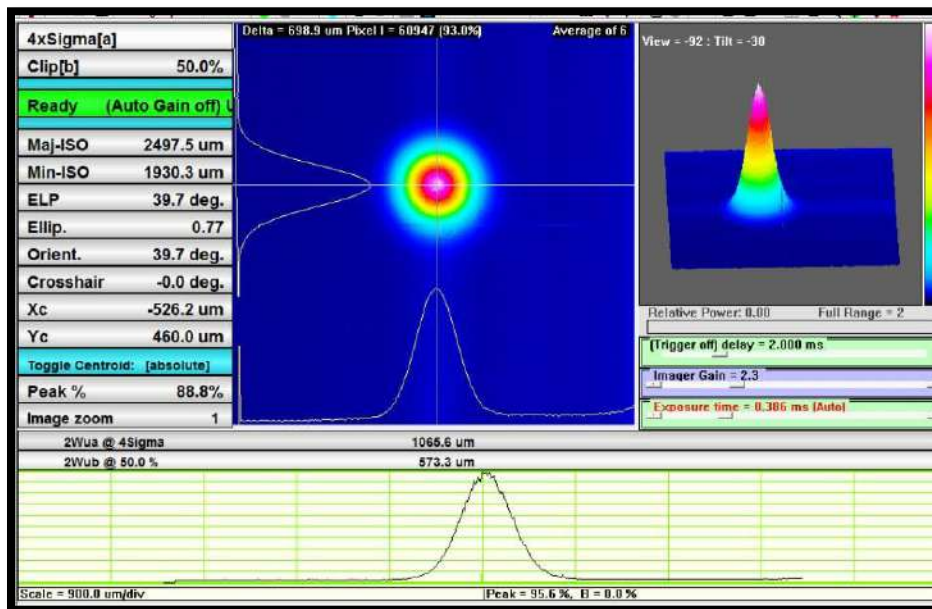 4xSigma[a]
Clip[b] 50.0%
Ready (Auto Gain off) U
Maj-ISO 2497.5 um
Min-ISO 1930.3 um
ELP 39.7 deg.
Ellip. 0.77
Orient. 39.7 deg.
Crosshair -0.0 deg.
Xc -526.2 um
Yc 460.0 um
Toggle Centroid: [absolute]
Peak % 88.8%
Image zoom 1
Delta = 698.9 um Pixel I = 60947 (93.0%) Average of 6
View = -92 : Tilt = -30
Relative Power: 0.00 Full Range = 2
(Trigger off) delay = 2.000 ms
Imager Gain = 2.3
Exposure time = 0.386 ms (Auto)
2Wua @ 4Sigma 1065.6 um
2Wub @ 50.0 % 573.3 um
Scale = 900.0 um/div Peak = 95.6 %, B = 0.0 %